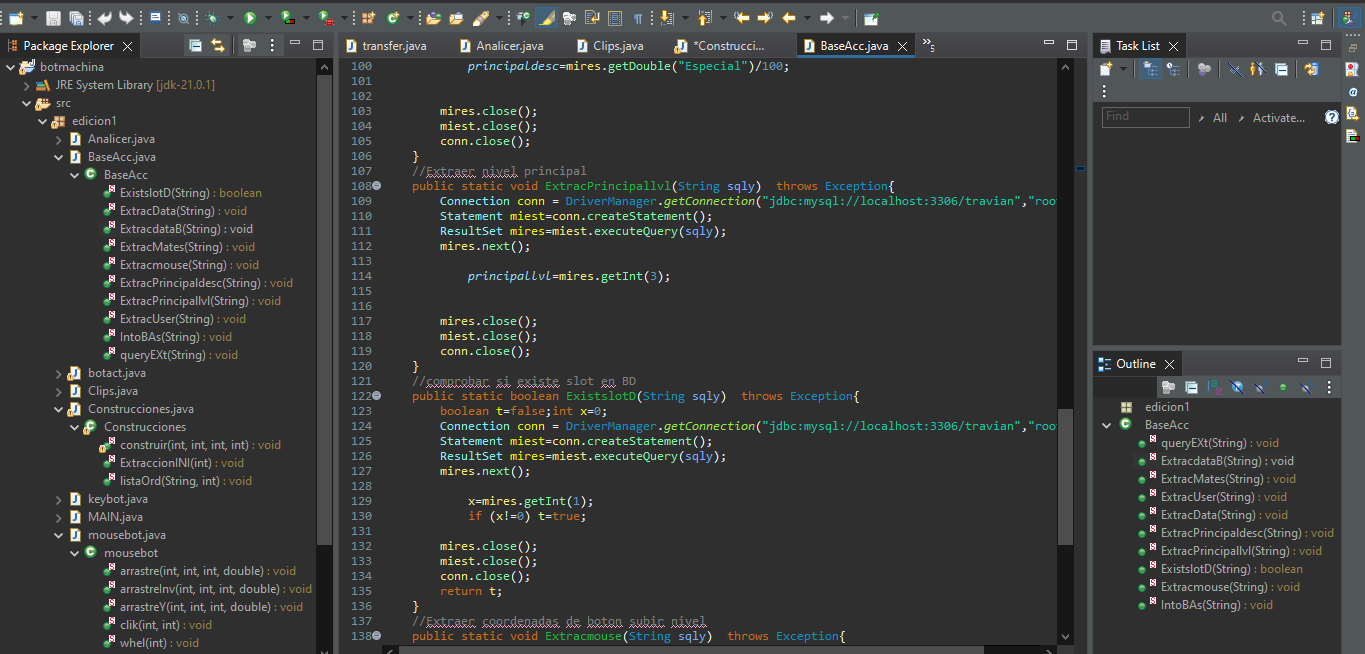 Package Explorer
botmachina
JRE System Library [jdk-21.0.1]
src
edicion1
Analicer.java
BaseAcc.java
BaseAcc
ExistslotD(String) : boolean
ExtracData(String) : void
ExtracdataB(String) : void
ExtracMates(String) : void
Extracmouse(String) : void
ExtracPrincipaldesc(String) : void
ExtracPrincipallvl(String) : void
ExtracUser(String) : void
IntoBAs(String) : void
queryEXt(String) : void
botact.java
Clips.java
Construcciones.java
Construcciones
construir(int, int, int, int) : void
ExtraccionINI(int) : void
listaOrd(String, int) : void
keybot.java
MAIN.java
mousebot.java
mousebot
arrastre(int, int, int, double) : void
arrastreInv(int, int, int, double) : void
arrastreY(int, int, int, double) : void
clik(int, int) : void
whel(int) : void
transfer.java
Analicer.java
Clips.java
*Construcci...
BaseAcc.java
»5
100 principaldesc=mires.getDouble("Especial")/100;
101
102
103 mires.close();
104 miest.close();
105 conn.close();
106 }
107 //Extraer nivel principal
108 public static void ExtracPrincipallvl(String sqly) throws Exception{
109 Connection conn = DriverManager.getConnection("jdbc:mysql://localhost:3306/travian","roo
110 Statement miest=conn.createStatement();
111 ResultSet mires=miest.executeQuery(sqly);
112 mires.next();
113
114 principallvl=mires.getInt(3);
115
116
117 mires.close();
118 miest.close();
119 conn.close();
120 }
121 //comprobar si existe slot en BD
122 public static boolean ExistslotD(String sqly) throws Exception{
123 boolean t=false;int x=0;
124 Connection conn = DriverManager.getConnection("jdbc:mysql://localhost:3306/travian","roo
125 Statement miest=conn.createStatement();
126 ResultSet mires=miest.executeQuery(sqly);
127 mires.next();
128
129 x=mires.getInt(1);
130 if (x!=0) t=true;
131
132 mires.close();
133 miest.close();
134 conn.close();
135 return t;
136 }
137 //Extraer coordenadas de boton subir nivel
138 public static void Extracmouse(String sqly) throws Exception{
Task List
Find
All
Activate...
Outline
edicion1
BaseAcc
queryEXt(String) : void
ExtracdataB(String) : void
ExtracMates(String) : void
ExtracUser(String) : void
ExtracData(String) : void
ExtracPrincipaldesc(String) : void
ExtracPrincipallvl(String) : void
ExistslotD(String) : boolean
Extracmouse(String) : void
IntoBAs(String) : void